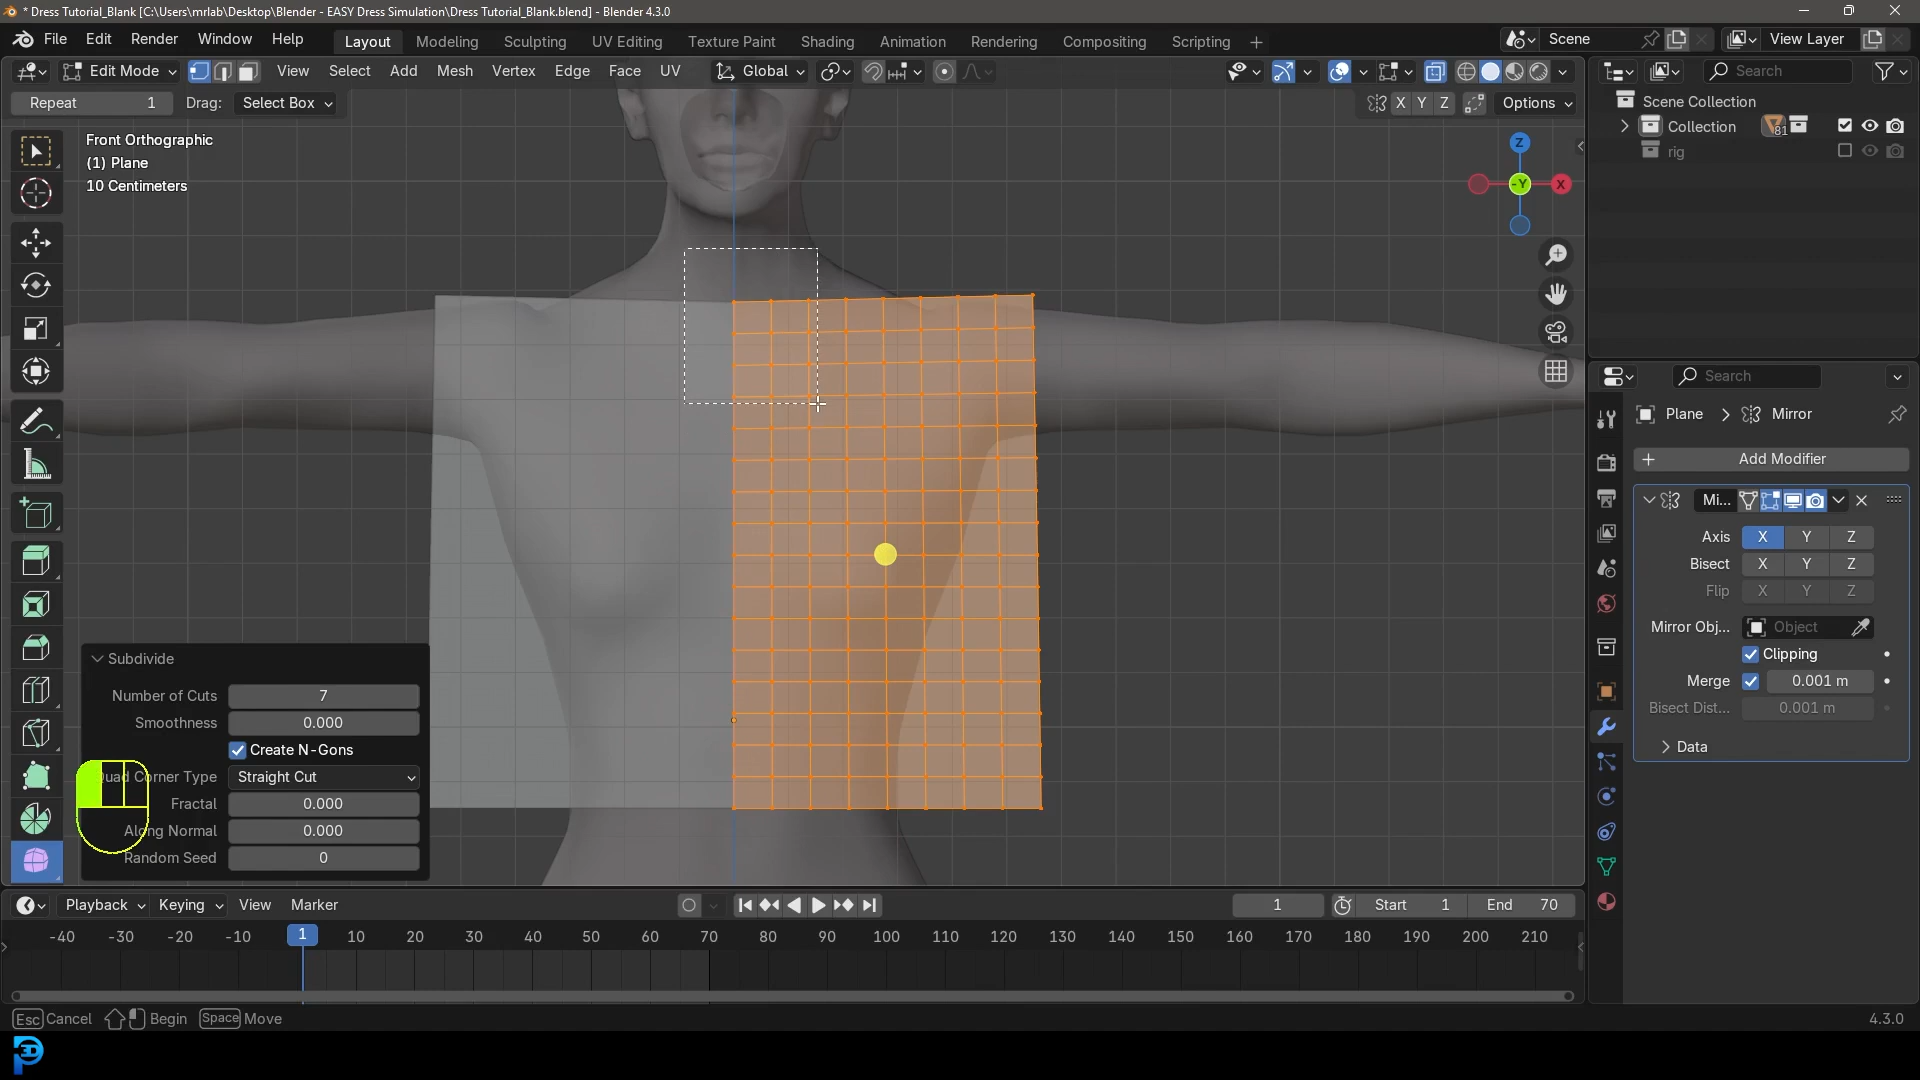 * Dress Tutorial_Blank [C:\Users\mrlab\Desktop\Blender - EASY Dress Simulation\Dress Tutorial_Blank.blend] - Blender 4.3.0
File Edit Render Window Help Layout Modeling Sculpting UV Editing Texture Paint Shading Animation Rendering Compositing Scripting + Scene View Layer
Edit Mode View Select Add Mesh Vertex Edge Face UV Global Search
Repeat 1 Drag: Select Box X Y Z Options
Scene Collection
Collection 81
rig
Front Orthographic
(1) Plane
10 Centimeters
Z
-Y X
Search
Plane > Mirror
Add Modifier
Mi...
Axis X Y Z
Bisect X Y Z
Flip X Y Z
Mirror Obj... Object
Clipping
Merge 0.001 m
Bisect Dist... 0.001 m
Data
Subdivide
Number of Cuts 7
Smoothness 0.000
Create N-Gons
Quad Corner Type Straight Cut
Fractal 0.000
Along Normal 0.000
Random Seed 0
Playback Keying View Marker 1 Start 1 End 70
-40 -30 -20 -10 1 10 20 30 40 50 60 70 80 90 100 110 120 130 140 150 160 170 180 190 200 210
Esc Cancel Begin Space Move 4.3.0
3D